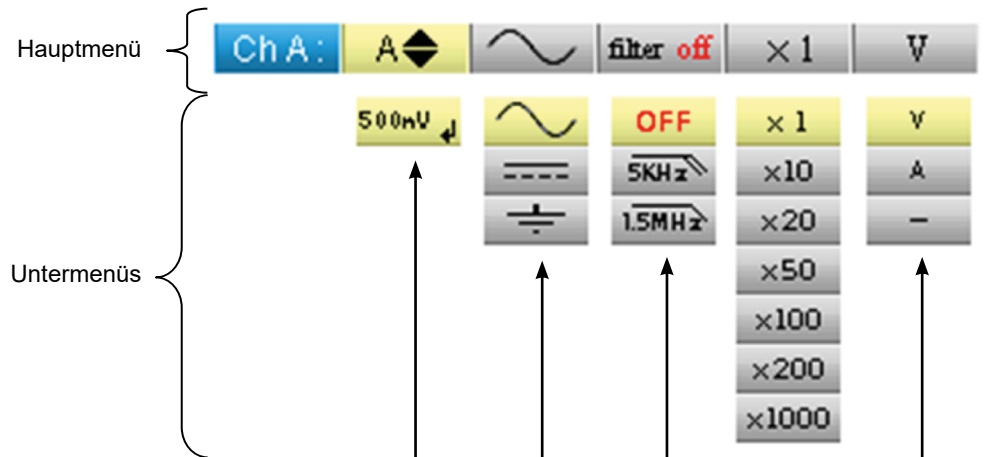 Hauptmenü
Ch A : A filter off × 1 V
500mV OFF × 1 V
5KHz ×10 A
1.5MHz ×20 –
Untermenüs
×50
×100
×200
×1000